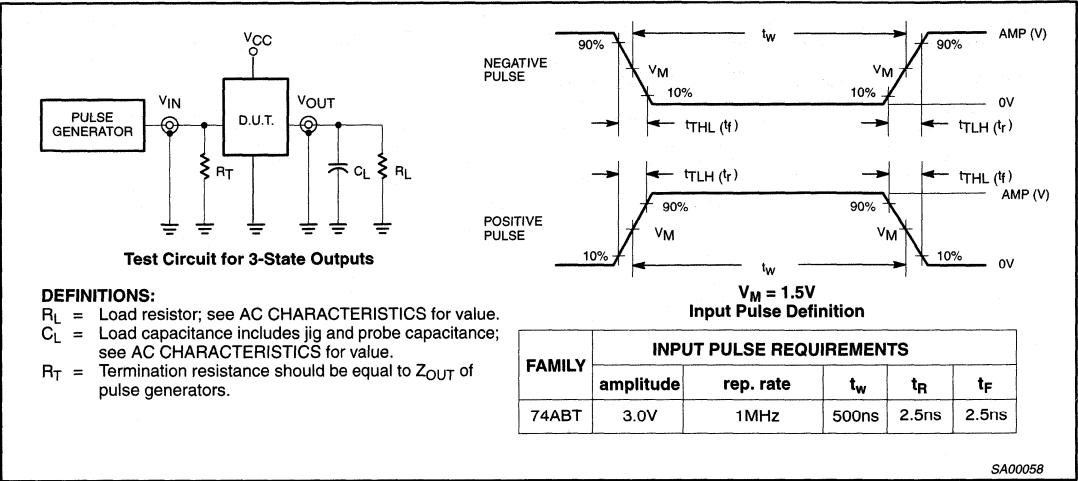 VCC
VIN
VOUT
PULSE GENERATOR
D.U.T.
RT
CL
RL
Test Circuit for 3-State Outputs
DEFINITIONS:
RL = Load resistor; see AC CHARACTERISTICS for value.
CL = Load capacitance includes jig and probe capacitance;
see AC CHARACTERISTICS for value.
RT = Termination resistance should be equal to ZOUT of
pulse generators.
NEGATIVE
PULSE
90%
tw
90%
AMP (V)
VM
VM
10%
10%
0V
tTHL (tf)
tTLH (tr)
tTLH (tr)
tTHL (tf)
AMP (V)
POSITIVE
PULSE
90%
90%
VM
VM
10%
tw
10%
0V
VM = 1.5V
Input Pulse Definition
FAMILY
INPUT PULSE REQUIREMENTS
amplitude rep. rate tw tR tF
74ABT 3.0V 1MHz 500ns 2.5ns 2.5ns
SA00058